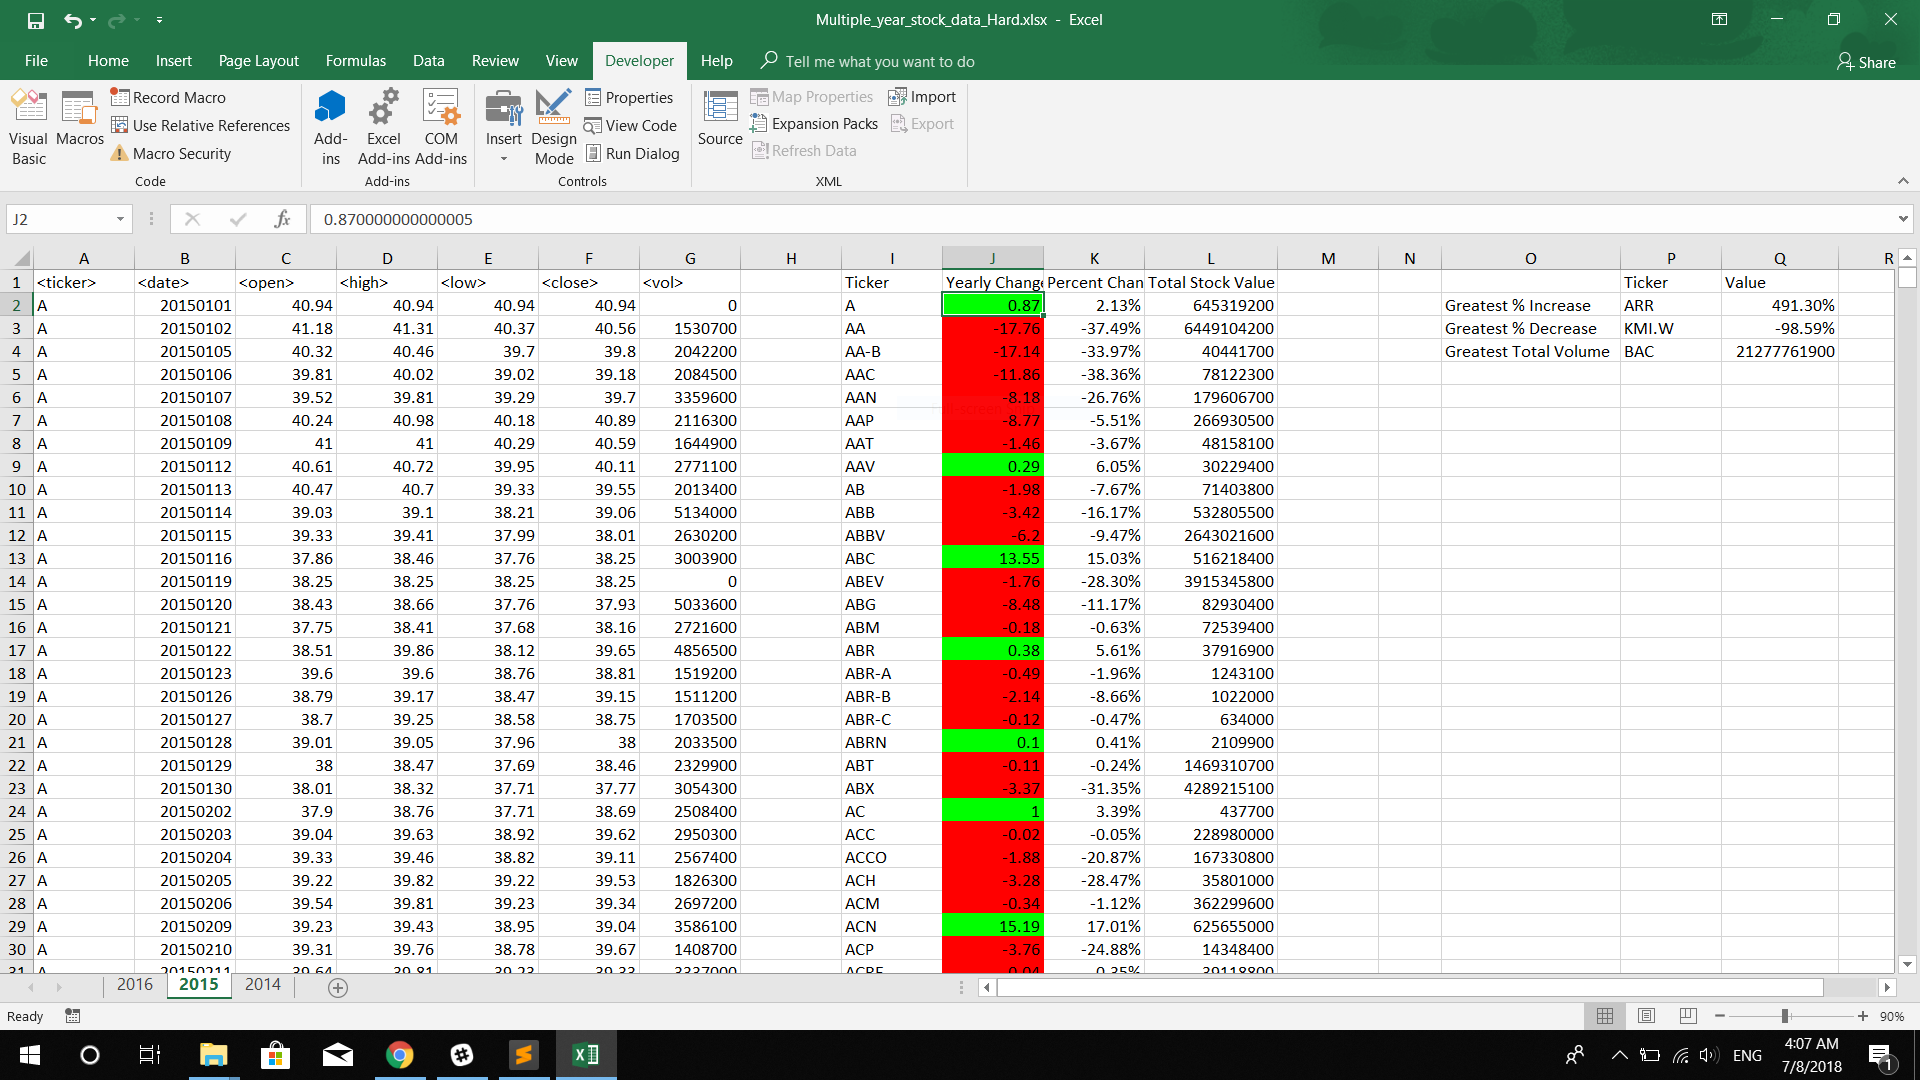 Multiple_year_stock_data_Hard.xlsx - Excel
File Home Insert Page Layout Formulas Data Review View Developer Help Tell me what you want to do Share
Visual Basic
Macros
Record Macro
Use Relative References
Macro Security
Code
Add-ins
Excel Add-ins
COM Add-ins
Add-ins
Insert
Design Mode
Properties
View Code
Run Dialog
Controls
Source
Map Properties
Expansion Packs
Refresh Data
Import
Export
XML
J2 fx 0.870000000000005
A B C D E F G H I J K L M N O P Q R
1 <ticker> <date> <open> <high> <low> <close> <vol> Ticker Yearly Change Percent Chan Total Stock Value Ticker Value
2 A 20150101 40.94 40.94 40.94 40.94 0 A 0.87 2.13% 645319200 Greatest % Increase ARR 491.30%
3 A 20150102 41.18 41.31 40.37 40.56 1530700 AA -17.76 -37.49% 6449104200 Greatest % Decrease KMI.W -98.59%
4 A 20150105 40.32 40.46 39.7 39.8 2042200 AA-B -17.14 -33.97% 40441700 Greatest Total Volume BAC 21277761900
5 A 20150106 39.81 40.02 39.02 39.18 2084500 AAC -11.86 -38.36% 78122300
6 A 20150107 39.52 39.81 39.29 39.7 3359600 AAN -8.18 -26.76% 179606700
7 A 20150108 40.24 40.98 40.18 40.89 2116300 AAP -8.77 -5.51% 266930500
8 A 20150109 41 41 40.29 40.59 1644900 AAT -1.46 -3.67% 48158100
9 A 20150112 40.61 40.72 39.95 40.11 2771100 AAV 0.29 6.05% 30229400
10 A 20150113 40.47 40.7 39.33 39.55 2013400 AB -1.98 -7.67% 71403800
11 A 20150114 39.03 39.1 38.21 39.06 5134000 ABB -3.42 -16.17% 532805500
12 A 20150115 39.33 39.41 37.99 38.01 2630200 ABBV -6.2 -9.47% 2643021600
13 A 20150116 37.86 38.46 37.76 38.25 3003900 ABC 13.55 15.03% 516218400
14 A 20150119 38.25 38.25 38.25 38.25 0 ABEV -1.76 -28.30% 3915345800
15 A 20150120 38.43 38.66 37.76 37.93 5033600 ABG -8.48 -11.17% 82930400
16 A 20150121 37.75 38.41 37.68 38.16 2721600 ABM -0.18 -0.63% 72539400
17 A 20150122 38.51 39.86 38.12 39.65 4856500 ABR 0.38 5.61% 37916900
18 A 20150123 39.6 39.6 38.76 38.81 1519200 ABR-A -0.49 -1.96% 1243100
19 A 20150126 38.79 39.17 38.47 39.15 1511200 ABR-B -2.14 -8.66% 1022000
20 A 20150127 38.7 39.25 38.58 38.75 1703500 ABR-C -0.12 -0.47% 634000
21 A 20150128 39.01 39.05 37.96 38 2033500 ABRN 0.1 0.41% 2109900
22 A 20150129 38 38.47 37.69 38.46 2329900 ABT -0.11 -0.24% 1469310700
23 A 20150130 38.01 38.32 37.71 37.77 3054300 ABX -3.37 -31.35% 4289215100
24 A 20150202 37.9 38.76 37.71 38.69 2508400 AC 1 3.39% 437700
25 A 20150203 39.04 39.63 38.92 39.62 2950300 ACC -0.02 -0.05% 228980000
26 A 20150204 39.33 39.46 38.82 39.11 2567400 ACCO -1.88 -20.87% 167330800
27 A 20150205 39.22 39.82 39.22 39.53 1826300 ACH -3.28 -28.47% 35801000
28 A 20150206 39.54 39.81 39.23 39.34 2697200 ACM -0.34 -1.12% 362299600
29 A 20150209 39.23 39.43 38.95 39.04 3586100 ACN 15.19 17.01% 625655000
30 A 20150210 39.31 39.76 38.78 39.67 1408700 ACP -3.76 -24.88% 14348400
31 A 20150211 39.64 39.81 39.23 39.33 3337000 ACRE
2016 2015 2014
Ready 90%
ENG 4:07 AM
7/8/2018
1